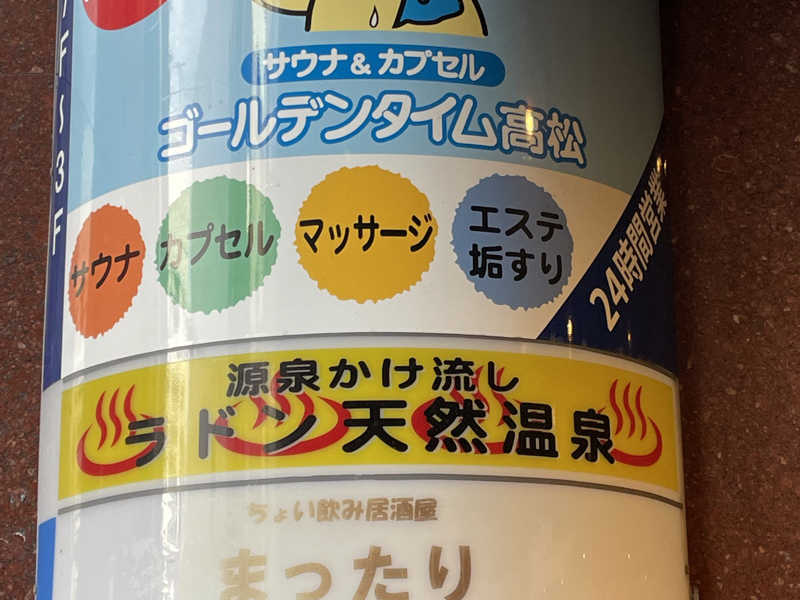 F〜3F
サウナ&カプセル
ゴールデンタイム高松
サウナ
カプセル
マッサージ
エステ
垢すり
24時間営業
源泉かけ流し
ラドン天然温泉
ちょい飲み居酒屋
まったり